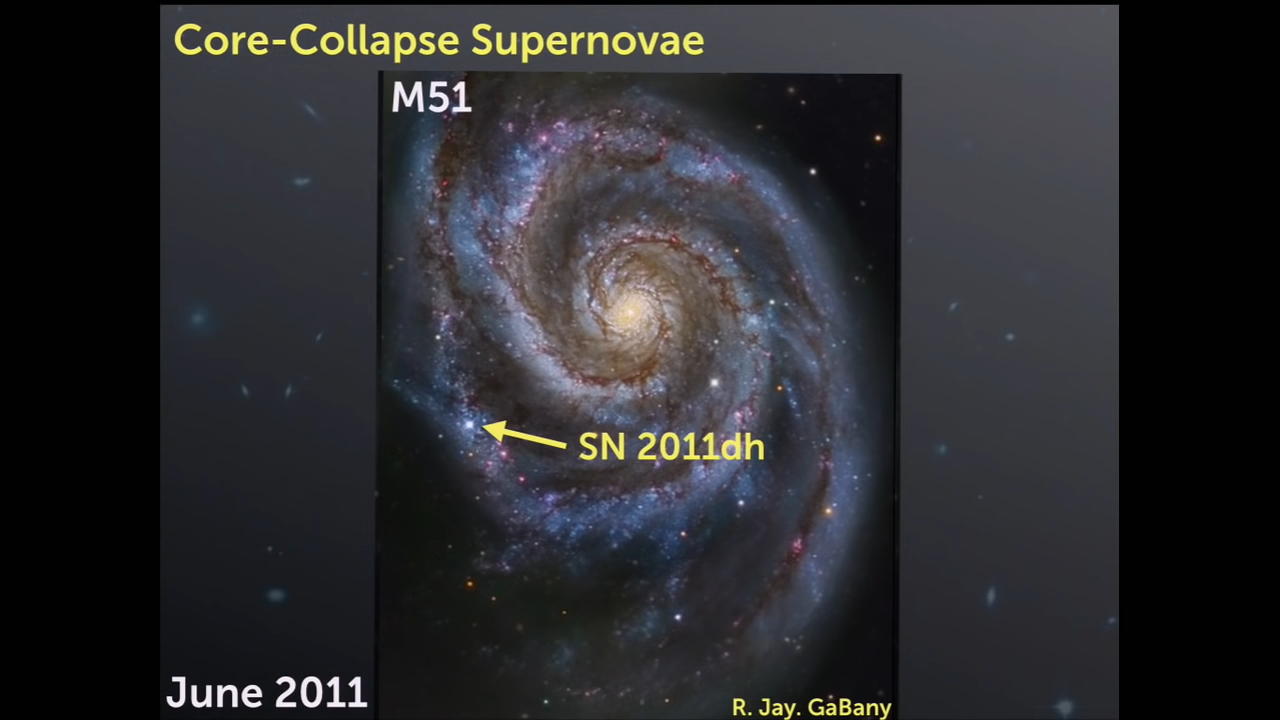 Core-Collapse Supernovae
M51
SN 2011dh
June 2011
R. Jay. GaBany